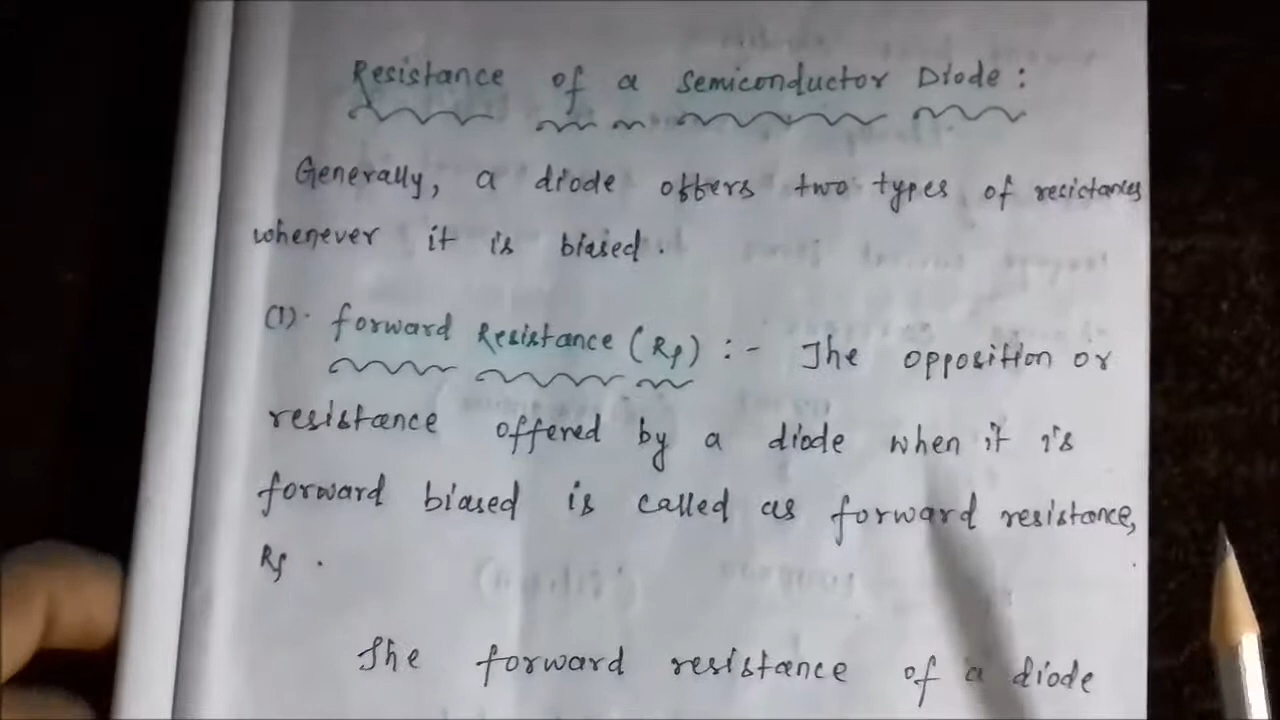 Resistance of a Semiconductor Diode :
Generally, a diode offers two types of resistances
whenever it is biased .
(1). forward Resistance (Rf) :- The opposition or
resistance offered by a diode when it is
forward biased is called as forward resistance,
Rf .
The forward resistance of a diode